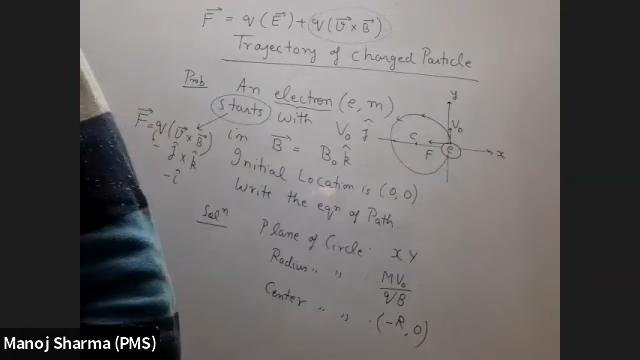 F⃗ = q(E⃗) + q(V⃗×B⃗)
Trajectory of Charged Particle
Prob An electron (e, m)
Starts with V₀ ĵ
in B⃗ = B₀ k̂
Initial Location is (0, 0)
Write the eqn of Path
F⃗ = q(V⃗×B⃗)
- ĵ × k̂
- î
y
V₀
C
F
e
x
Solⁿ Plane of Circle . XY
Radius " " MV₀/qB
Center " " . (-R, 0)
Manoj Sharma (PMS)